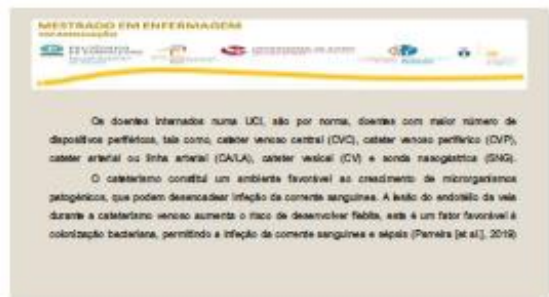 MESTRADO EM ENFERMAGEM
EM ASSOCIAÇÃO
Os doentes internados numa UCI, são por norma, doentes com maior número de
dispositivos periféricos, tais como, cateter venoso central (CVC), cateter venoso periférico (CVP),
cateter arterial ou linha arterial (CA/LA), cateter vesical (CV) e sonda nasogástrica (SNG).
O cateterismo constitui um ambiente favorável ao crescimento de microrganismos
patogénicos, que podem desencadear infeção da corrente sanguínea. A lesão do endotélio da veia
durante a cateterismo venoso aumenta o risco de desenvolver flebite, este é um fator favorável à
colonização bacteriana, permitindo a infeção da corrente sanguínea e sépsis (Parreira [et al.], 2019)